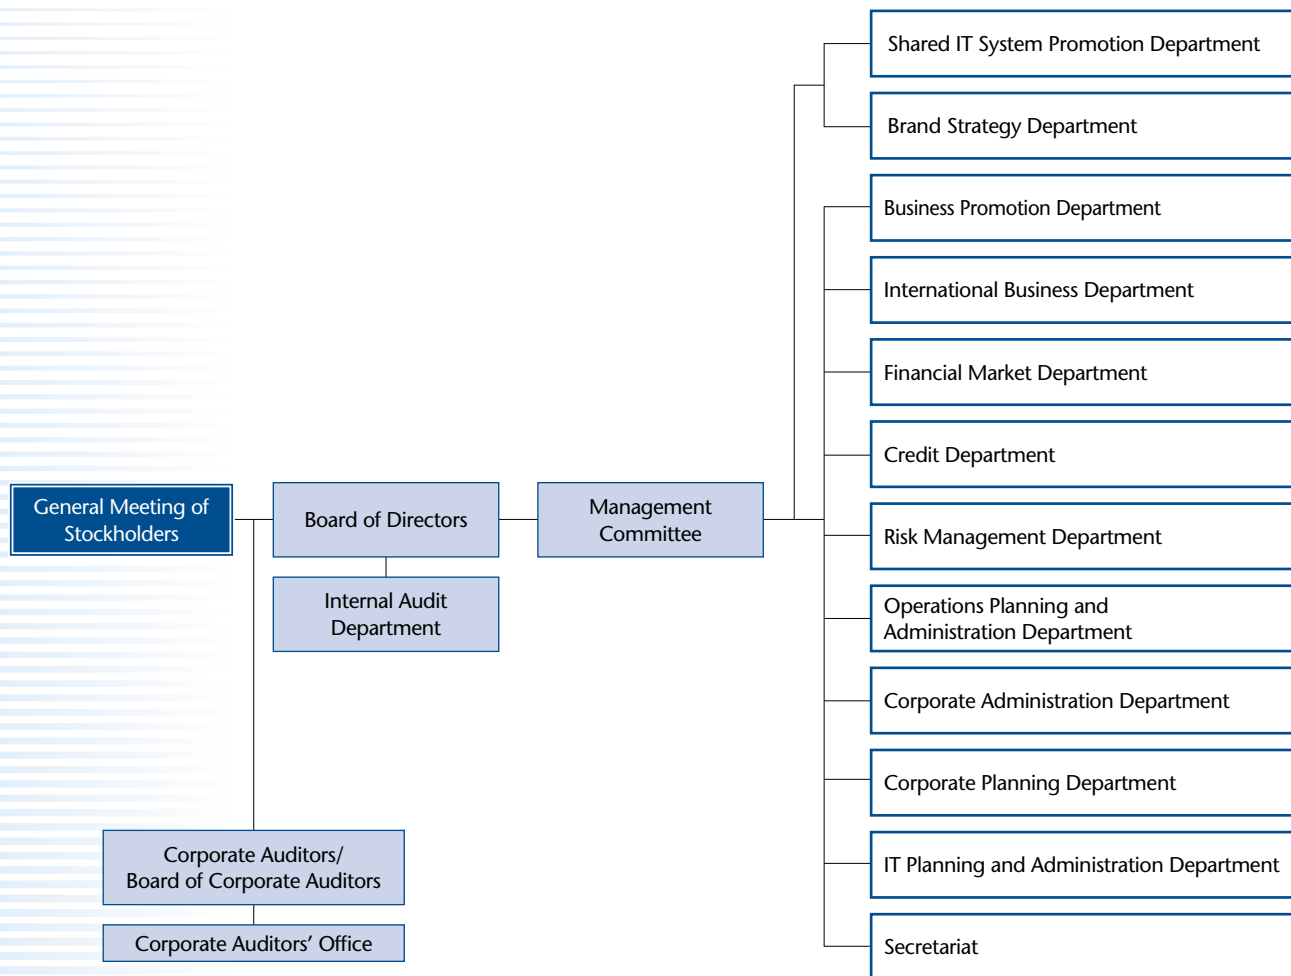 Shared IT System Promotion Department
Brand Strategy Department
Business Promotion Department
International Business Department
Financial Market Department
Credit Department
General Meeting of
Stockholders
Board of Directors
Management
Committee
Risk Management Department
Internal Audit
Department
Operations Planning and
Administration Department
Corporate Administration Department
Corporate Planning Department
Corporate Auditors/
Board of Corporate Auditors
IT Planning and Administration Department
Corporate Auditors’ Office
Secretariat